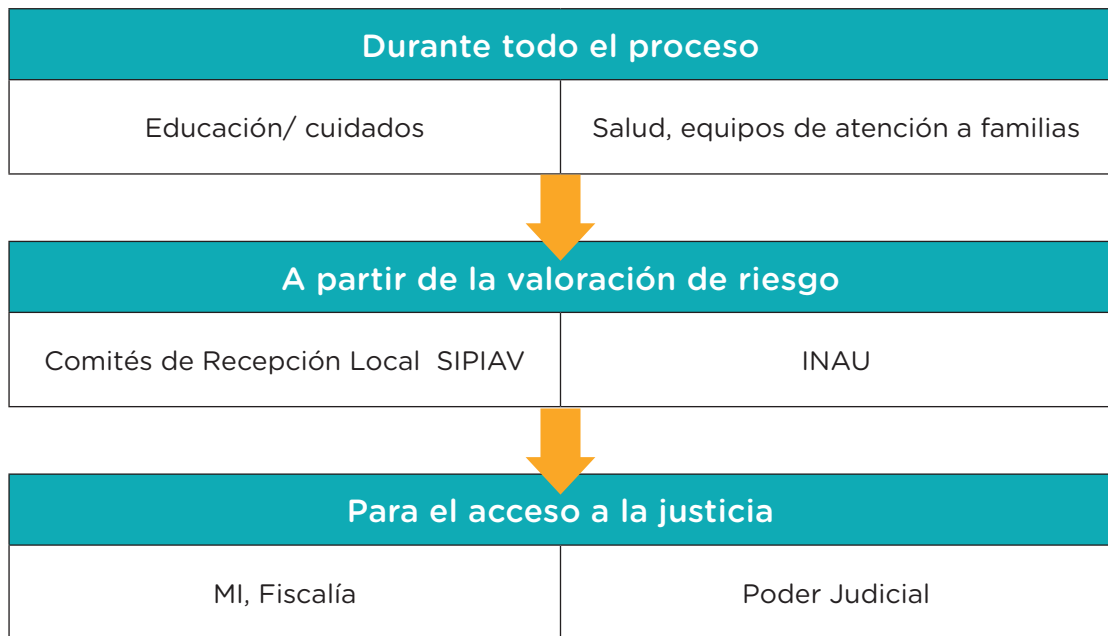 Durante todo el proceso
Educación/ cuidados
Salud, equipos de atención a familias
A partir de la valoración de riesgo
Comités de Recepción Local  SIPIAV
INAU
Para el acceso a la justicia
MI, Fiscalía
Poder Judicial